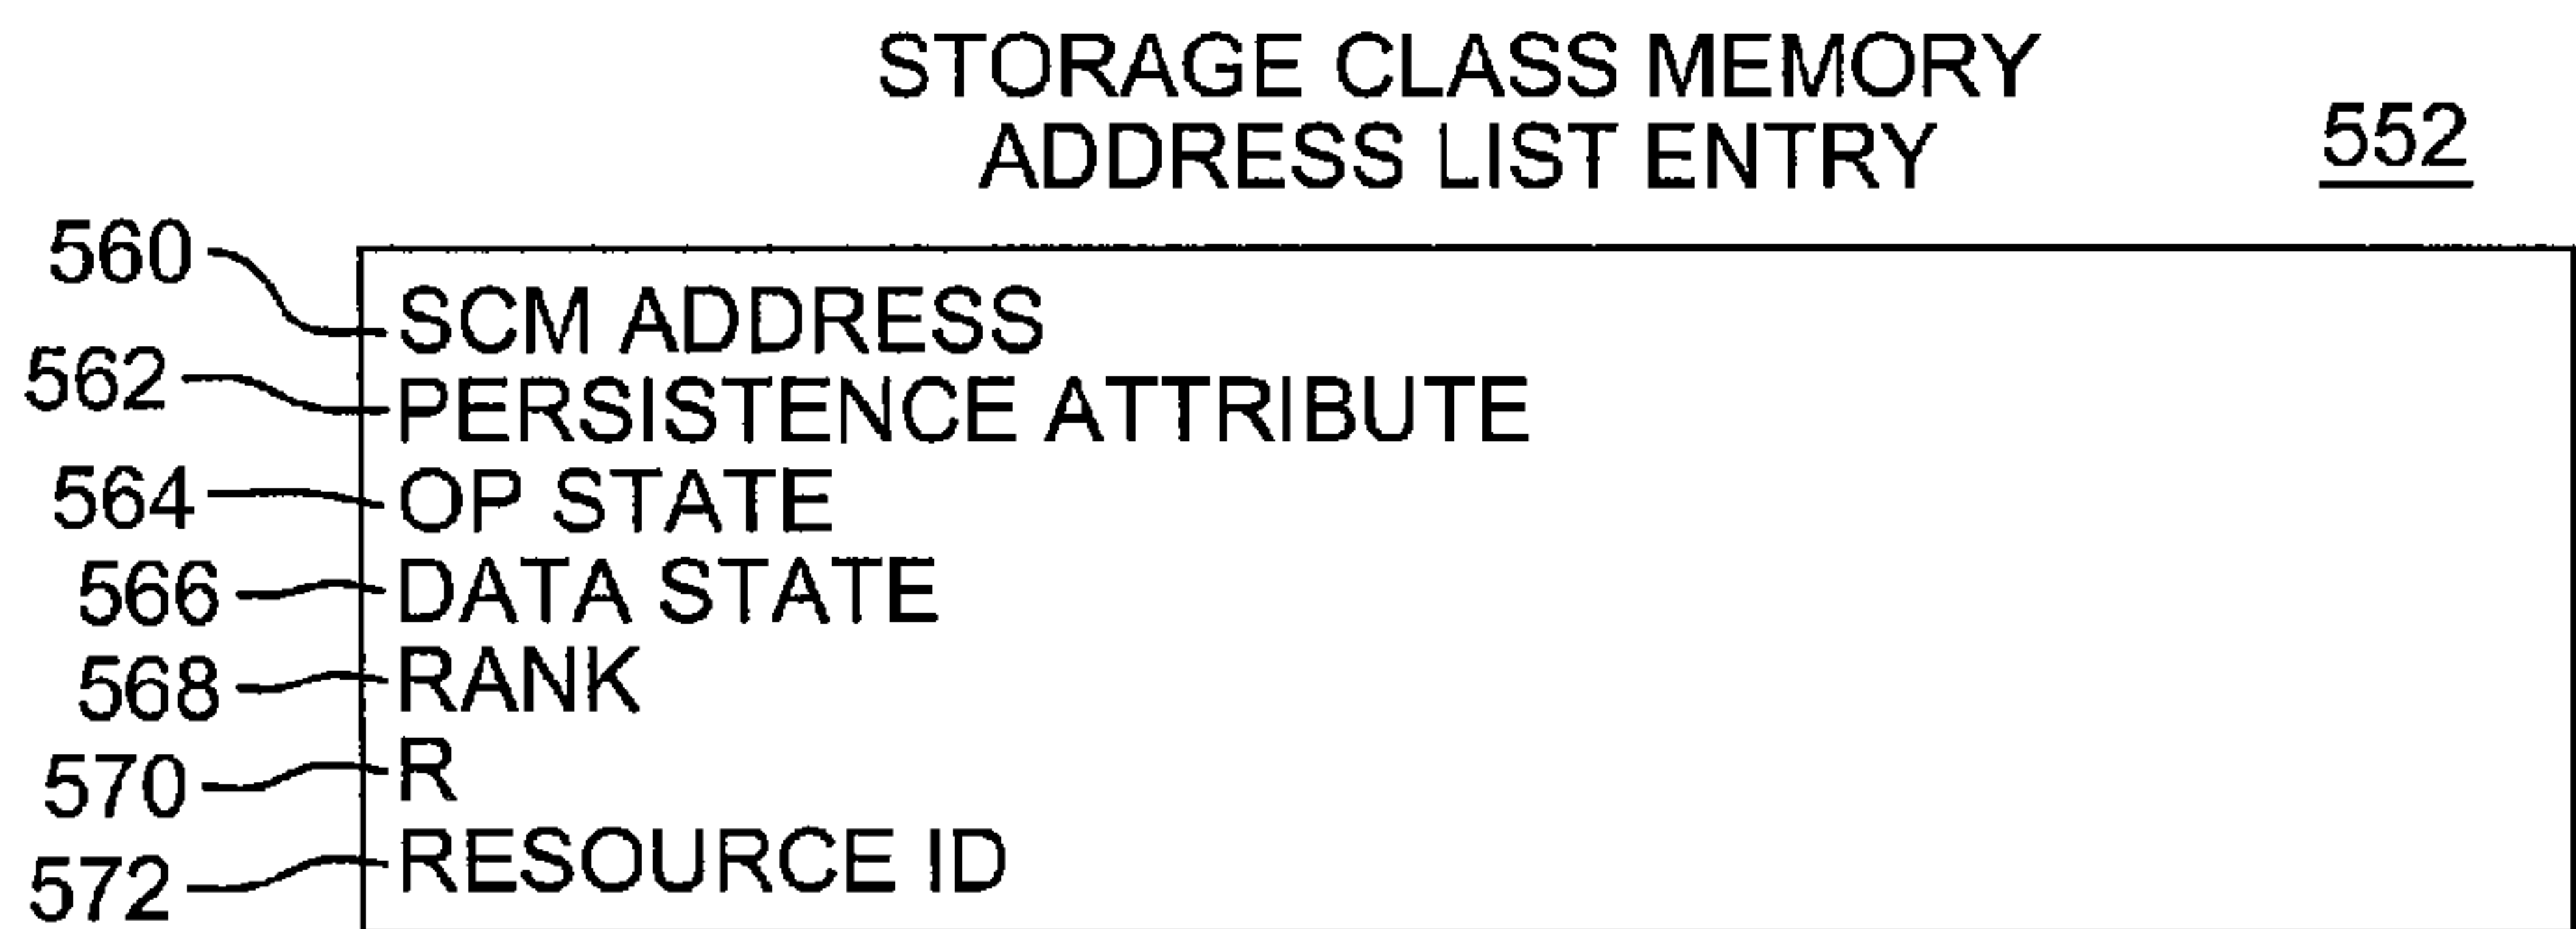 STORAGE CLASS MEMORY
ADDRESS LIST ENTRY 552
560 SCM ADDRESS
562 PERSISTENCE ATTRIBUTE
564 OP STATE
566 DATA STATE
568 RANK
570 R
572 RESOURCE ID